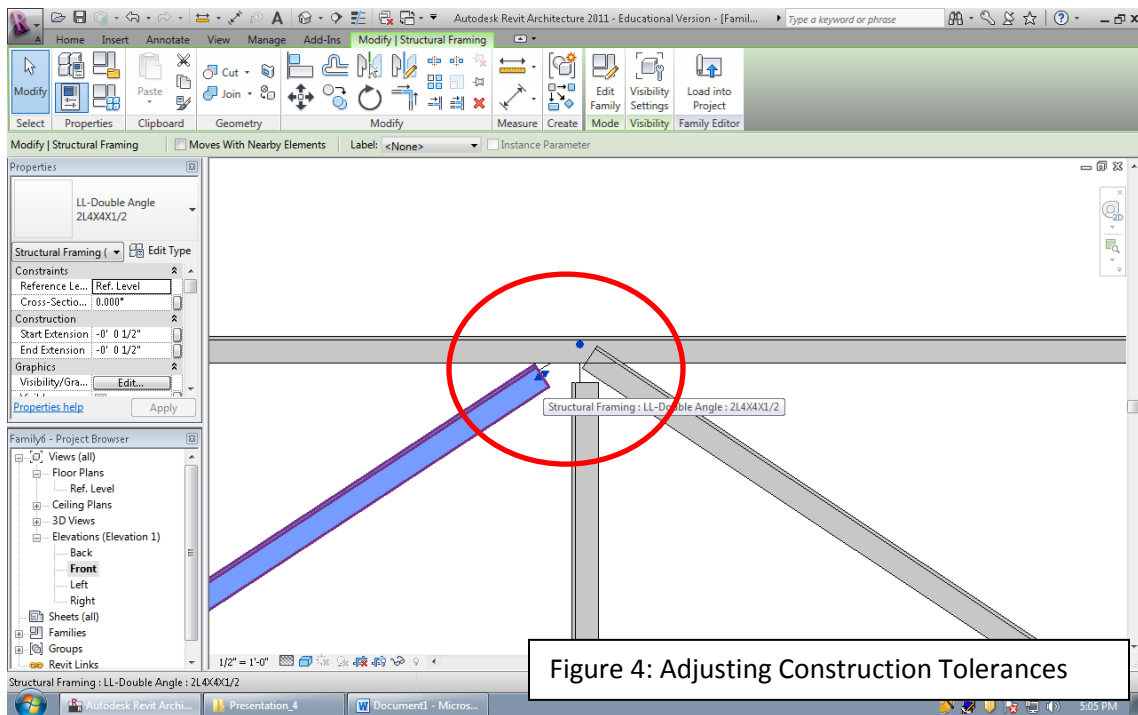 Autodesk Revit Architecture 2011 - Educational Version - [Famil...
Type a keyword or phrase
Home Insert Annotate View Manage Add-Ins Modify | Structural Framing
Modify
Paste
Cut
Join
Edit Family
Visibility Settings
Load into Project
Select Properties Clipboard Geometry Modify Measure Create Mode Visibility Family Editor
Modify | Structural Framing Moves With Nearby Elements Label: <None> Instance Parameter
Properties
LL-Double Angle
2L4X4X1/2
Structural Framing ( Edit Type
Constraints
Reference Le... Ref. Level
Cross-Sectio... 0.000"
Construction
Start Extension -0' 0 1/2"
End Extension -0' 0 1/2"
Graphics
Visibility/Gra... Edit...
Properties help Apply
Family6 - Project Browser
Views (all)
Floor Plans
Ref. Level
Ceiling Plans
3D Views
Elevations (Elevation 1)
Back
Front
Left
Right
Sheets (all)
Families
Groups
Revit Links
2D
Structural Framing : LL-Double Angle : 2L4X4X1/2
1/2" = 1'-0"
Figure 4: Adjusting Construction Tolerances
Structural Framing : LL-Double Angle : 2L4X4X1/2
Autodesk Revit Archi... Presentation_4 Document1 - Micros... 5:05 PM